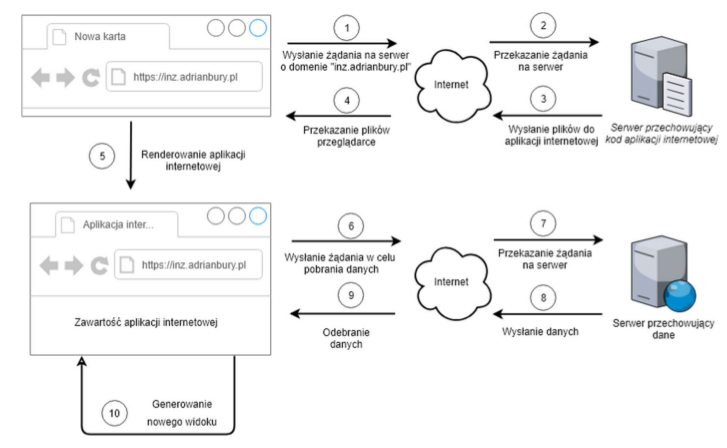 Nowa karta
https://inz.adrianbury.pl
1
Wysłanie żądania na serwer
o domenie "inz.adrianbury.pl"
4
Przekazanie plików
przeglądarce
Internet
2
Przekazanie żądania
na serwer
3
Wysłanie plików do
aplikacji internetowej
Serwer przechowujący
kod aplikacji internetowej
5
Renderowanie aplikacji
internetowej
Aplikacja inter...
https://inz.adrianbury.pl
Zawartość aplikacji internetowej
6
Wysłanie żądania w celu
pobrania danych
9
Odebranie
danych
Internet
7
Przekazanie żądania
na serwer
8
Wysłanie danych
Serwer przechowujący
dane
10
Generowanie
nowego widoku